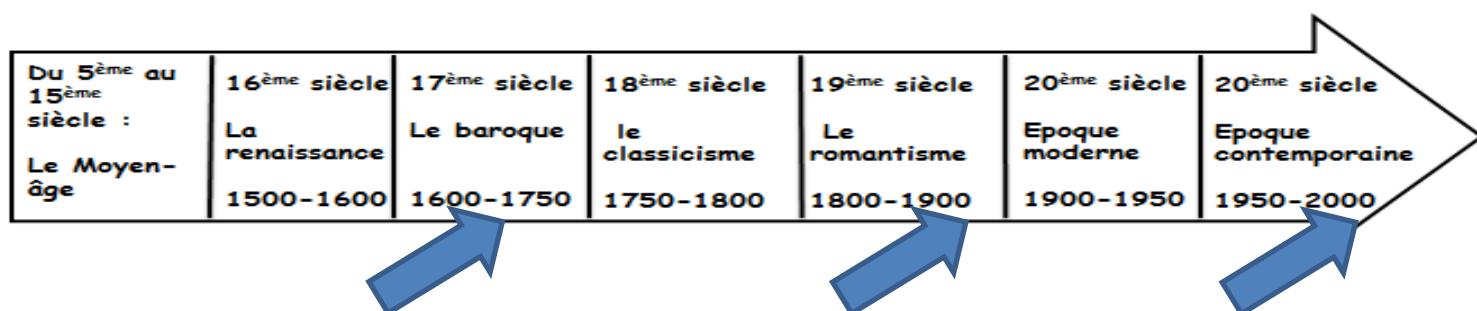 Du 5ème au
15ème
siècle :
Le Moyen-
âge
16ème siècle
La
renaissance
1500-1600
17ème siècle
Le baroque
1600-1750
18ème siècle
le
classicisme
1750-1800
19ème siècle
Le
romantisme
1800-1900
20ème siècle
Epoque
moderne
1900-1950
20ème siècle
Epoque
contemporaine
1950-2000